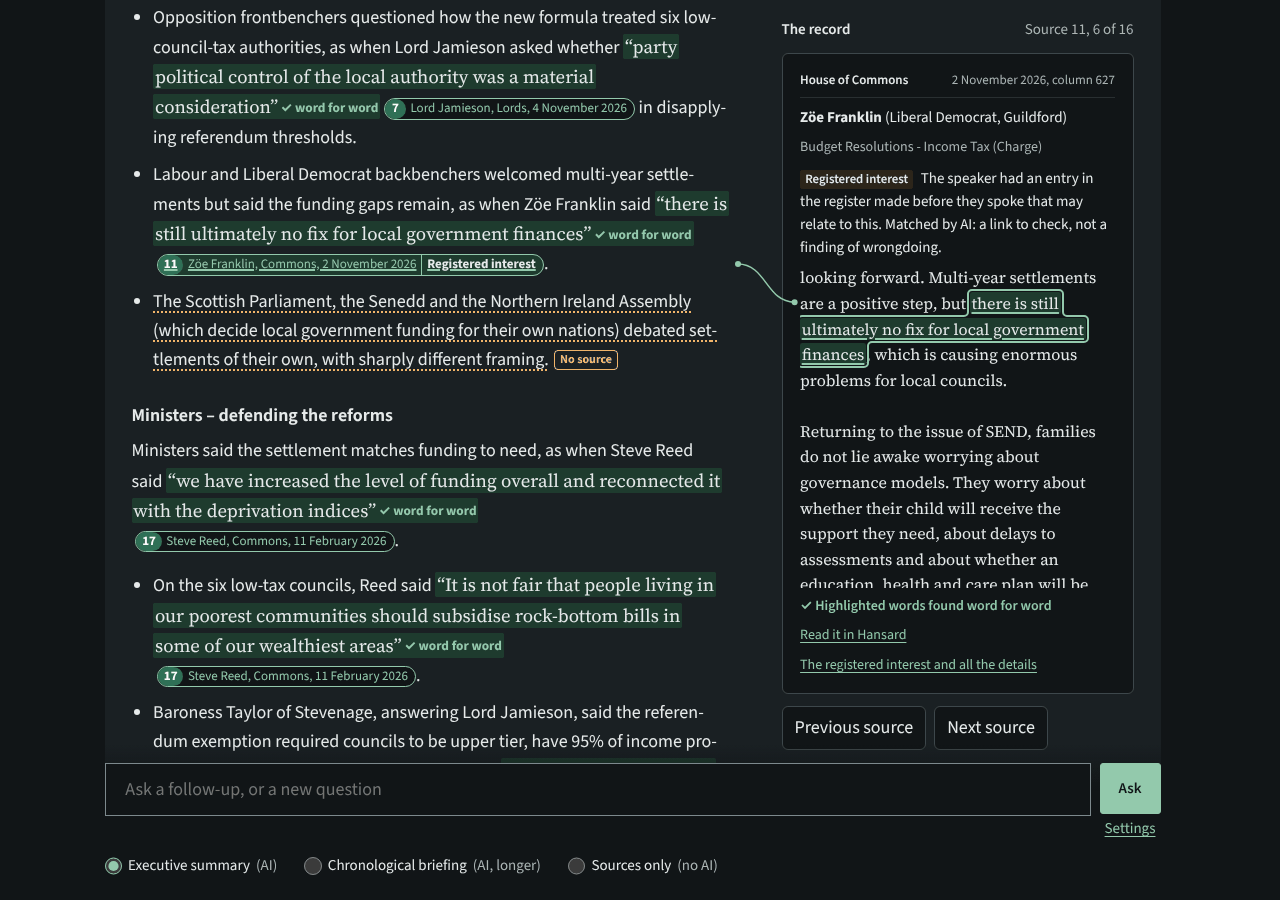 • Opposition frontbenchers questioned how the new formula treated six low-
council-tax authorities, as when Lord Jamieson asked whether “party
political control of the local authority was a material
consideration” ✓ word for word 7 Lord Jamieson, Lords, 4 November 2026 in disapply-
ing referendum thresholds.
• Labour and Liberal Democrat backbenchers welcomed multi-year settle-
ments but said the funding gaps remain, as when Zöe Franklin said “there is
still ultimately no fix for local government finances” ✓ word for word
11 Zöe Franklin, Commons, 2 November 2026 Registered interest.
• The Scottish Parliament, the Senedd and the Northern Ireland Assembly
(which decide local government funding for their own nations) debated set-
tlements of their own, with sharply different framing. No source
Ministers – defending the reforms
Ministers said the settlement matches funding to need, as when Steve Reed
said “we have increased the level of funding overall and reconnected it
with the deprivation indices” ✓ word for word
17 Steve Reed, Commons, 11 February 2026.
• On the six low-tax councils, Reed said “It is not fair that people living in
our poorest communities should subsidise rock-bottom bills in
some of our wealthiest areas” ✓ word for word
17 Steve Reed, Commons, 11 February 2026.
• Baroness Taylor of Stevenage, answering Lord Jamieson, said the referen-
dum exemption required councils to be upper tier, have 95% of income pro-
The record
Source 11, 6 of 16
House of Commons
2 November 2026, column 627
Zöe Franklin (Liberal Democrat, Guildford)
Budget Resolutions - Income Tax (Charge)
Registered interest The speaker had an entry in
the register made before they spoke that may
relate to this. Matched by AI: a link to check, not a
finding of wrongdoing.
looking forward. Multi-year settlements
are a positive step, but there is still
ultimately no fix for local government
finances, which is causing enormous
problems for local councils.
Returning to the issue of SEND, families
do not lie awake worrying about
governance models. They worry about
whether their child will receive the
support they need, about delays to
assessments and about whether an
education, health and care plan will be
✓ Highlighted words found word for word
Read it in Hansard
The registered interest and all the details
Previous source
Next source
Ask a follow-up, or a new question
Ask
Settings
Executive summary (AI)
Chronological briefing (AI, longer)
Sources only (no AI)